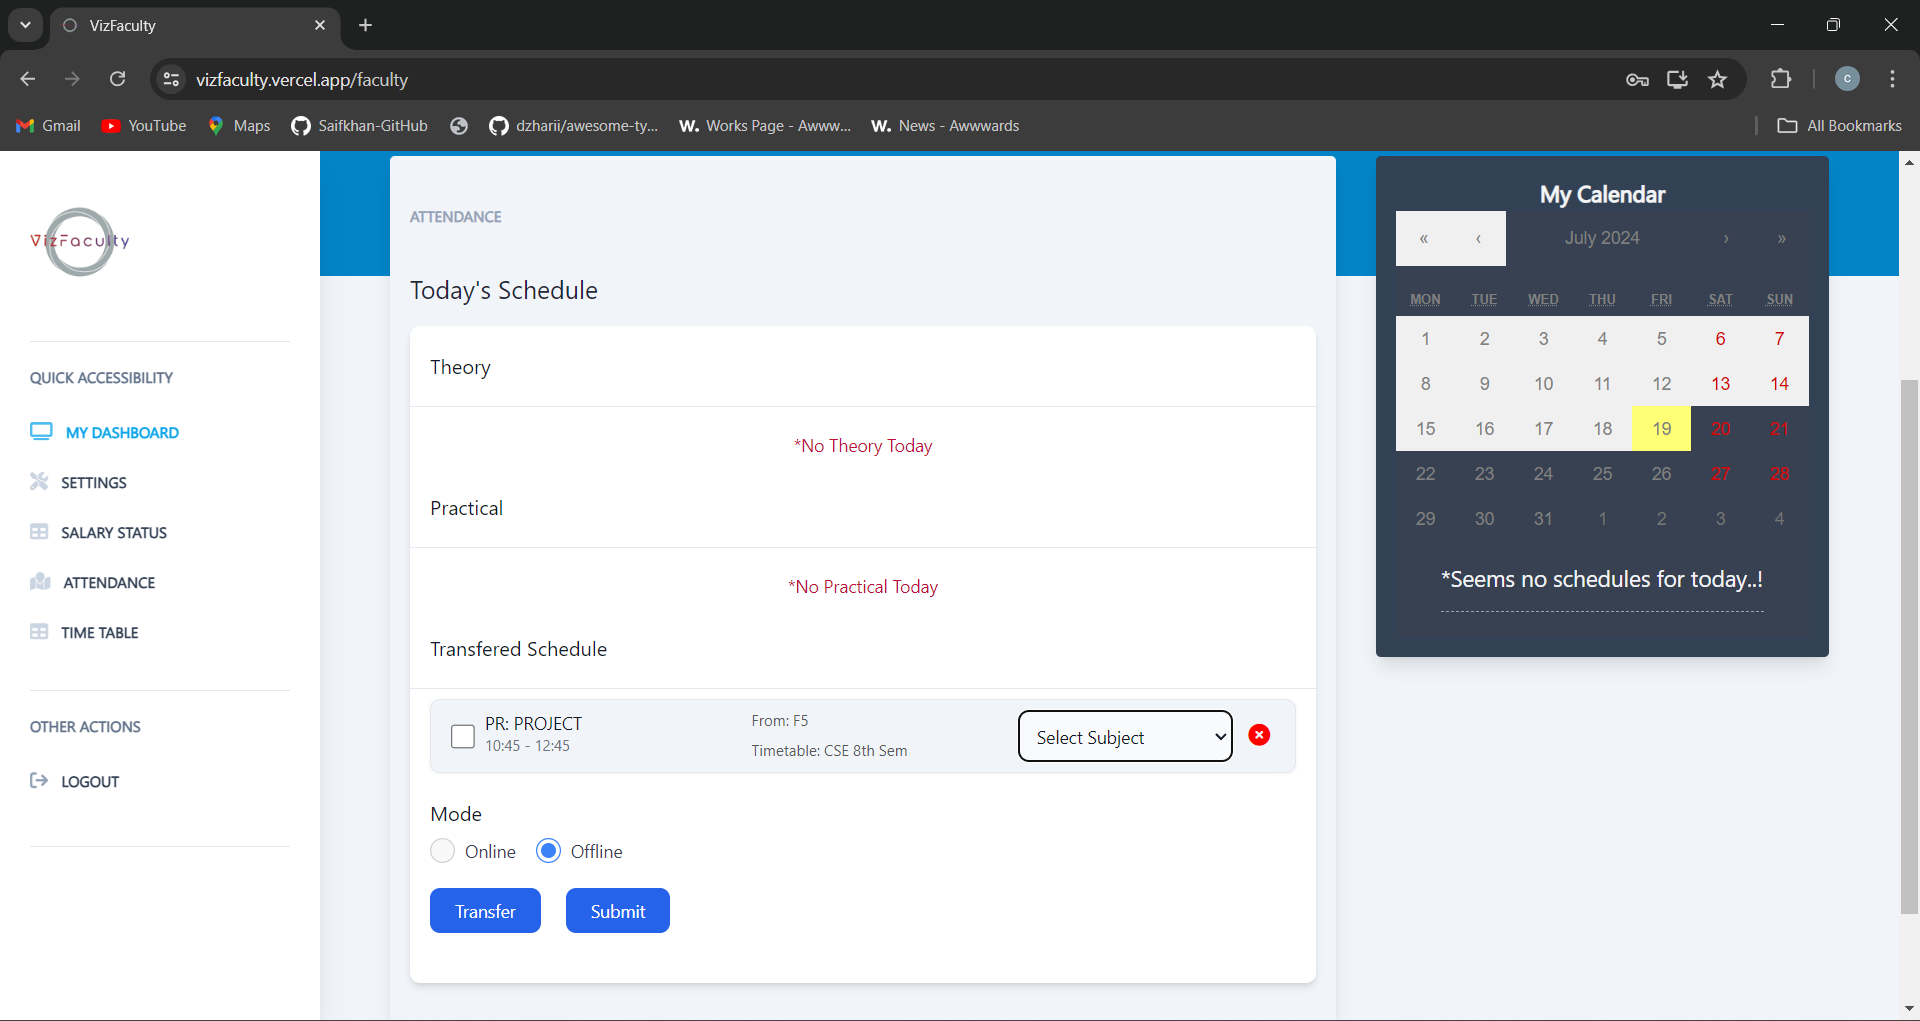 VizFaculty
vizfaculty.vercel.app/faculty
C
Gmail
YouTube
Maps
Saifkhan-GitHub
dzharii/awesome-ty...
W. Works Page - Awww...
W. News - Awwwards
All Bookmarks
VizFaculty
QUICK ACCESSIBILITY
MY DASHBOARD
SETTINGS
SALARY STATUS
ATTENDANCE
TIME TABLE
OTHER ACTIONS
LOGOUT
ATTENDANCE
Today's Schedule
Theory
*No Theory Today
Practical
*No Practical Today
Transfered Schedule
PR: PROJECT
10:45 - 12:45
From: F5
Timetable: CSE 8th Sem
Select Subject
Mode
Online
Offline
Transfer
Submit
My Calendar
« ‹ July 2024 › »
MON TUE WED THU FRI SAT SUN
1 2 3 4 5 6 7
8 9 10 11 12 13 14
15 16 17 18 19 20 21
22 23 24 25 26 27 28
29 30 31 1 2 3 4
*Seems no schedules for today..!